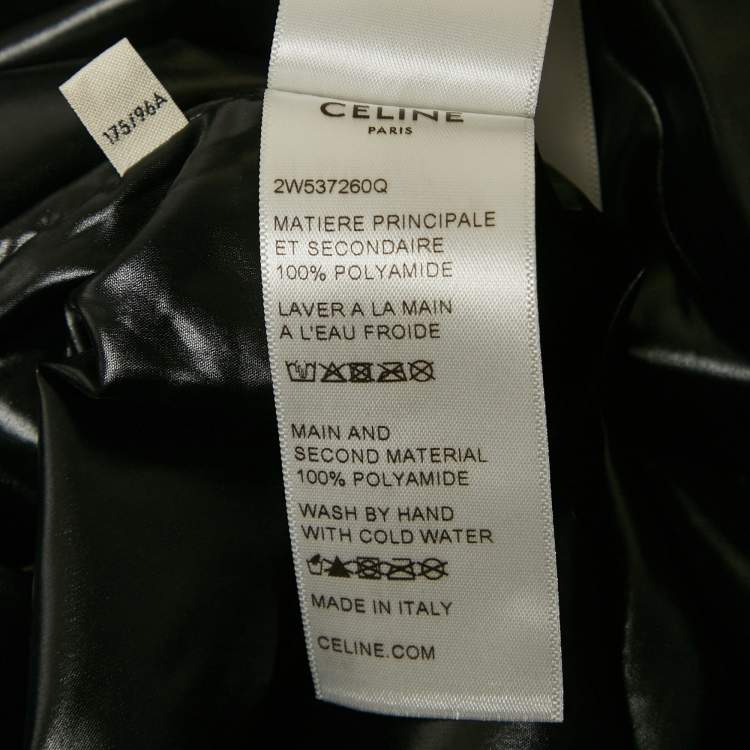 175/96A
CELINE
PARIS
2W537260Q
MATIERE PRINCIPALE
ET SECONDAIRE
100% POLYAMIDE
LAVER A LA MAIN
A L'EAU FROIDE
MAIN AND
SECOND MATERIAL
100% POLYAMIDE
WASH BY HAND
WITH COLD WATER
MADE IN ITALY
CELINE.COM